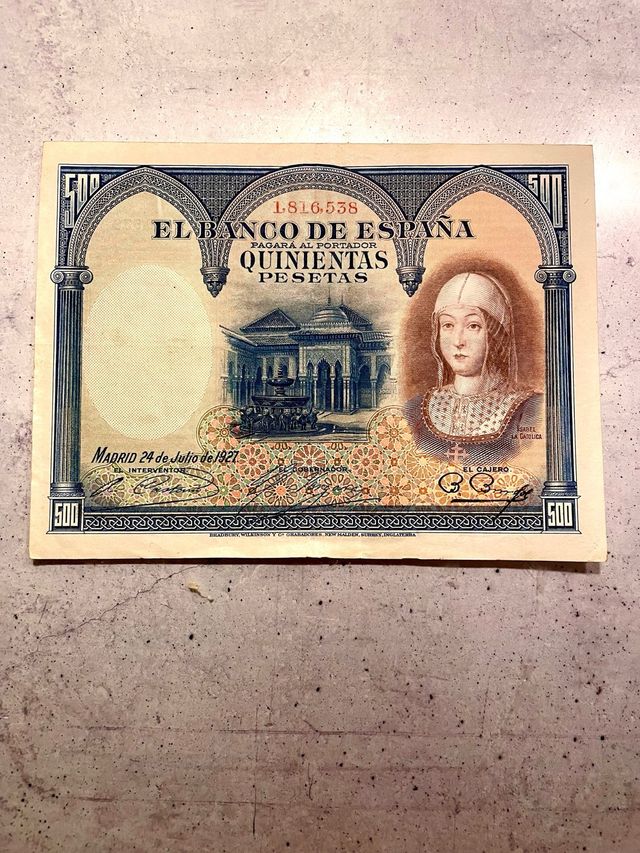 500 500
1,816,538
EL BANCO DE ESPAÑA
PAGARÁ AL PORTADOR
QUINIENTAS
PESETAS
ISABEL
LA CATOLICA
MADRID 24 de Julio de 1927
EL INTERVENTOR EL GOBERNADOR EL CAJERO
500 500
BRADBURY, WILKINSON Y Cª GRABADORES, NEW MALDEN, SURREY, INGLATERRA